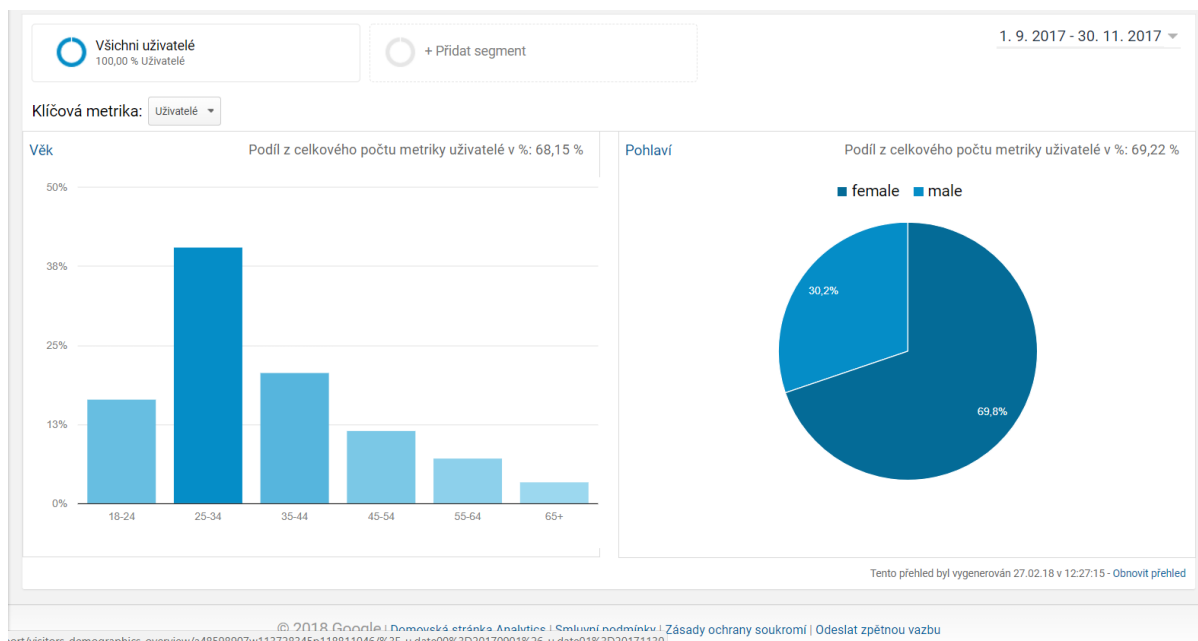 Všichni uživatelé
100,00 % Uživatelé
+ Přidat segment
1. 9. 2017 - 30. 11. 2017
Klíčová metrika: Uživatelé
Věk
Podíl z celkového počtu metriky uživatelé v %: 68,15 %
50%
38%
25%
13%
0%
18-24 25-34 35-44 45-54 55-64 65+
Pohlaví
Podíl z celkového počtu metriky uživatelé v %: 69,22 %
female male
30,2%
69,8%
Tento přehled byl vygenerován 27.02.18 v 12:27:15 - Obnovit přehled
© 2018 Google | Domovská stránka Analytics | Smluvní podmínky | Zásady ochrany soukromí | Odeslat zpětnou vazbu